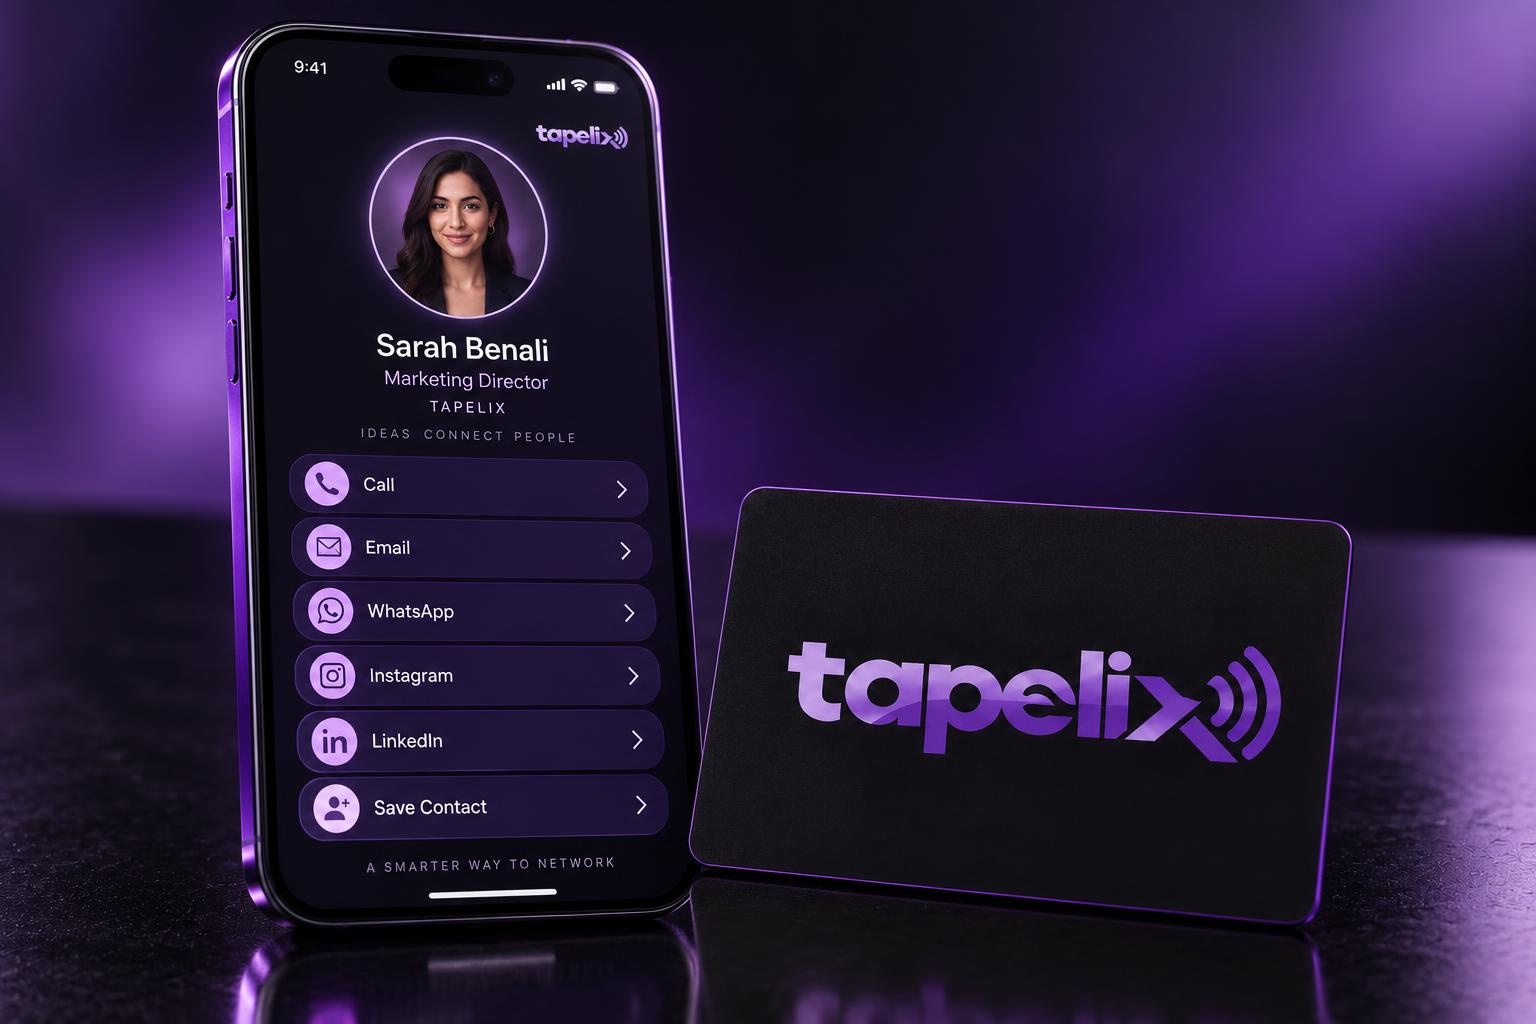 9:41
tapelix
Sarah Benali
Marketing Director
TAPELIX
IDEAS CONNECT PEOPLE
Call
Email
WhatsApp
Instagram
in LinkedIn
Save Contact
A SMARTER WAY TO NETWORK
tapelix